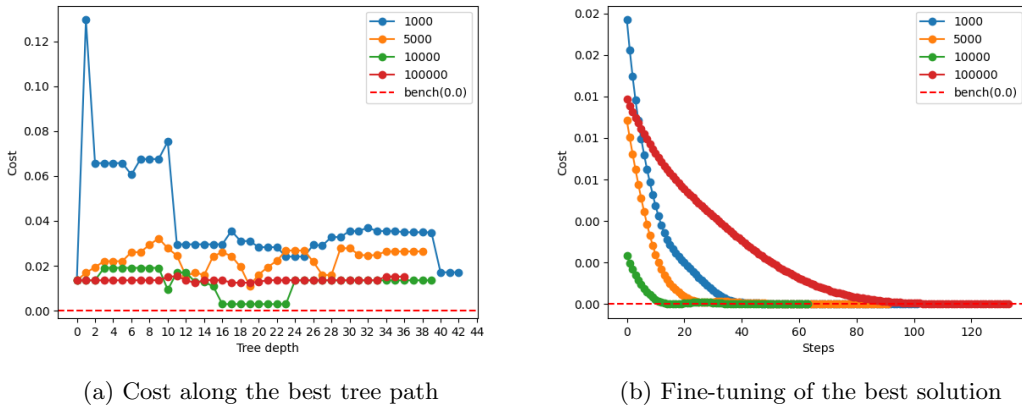 0.12
0.10
0.08
0.06
0.04
0.02
0.00
Cost
0 2 4 6 8 10 12 14 16 18 20 22 24 26 28 30 32 34 36 38 40 42 44
Tree depth
1000
5000
10000
100000
bench(0.0)
(a) Cost along the best tree path
0.02
0.02
0.01
0.01
0.01
0.00
0.00
0.00
Cost
0 20 40 60 80 100 120
Steps
1000
5000
10000
100000
bench(0.0)
(b) Fine-tuning of the best solution